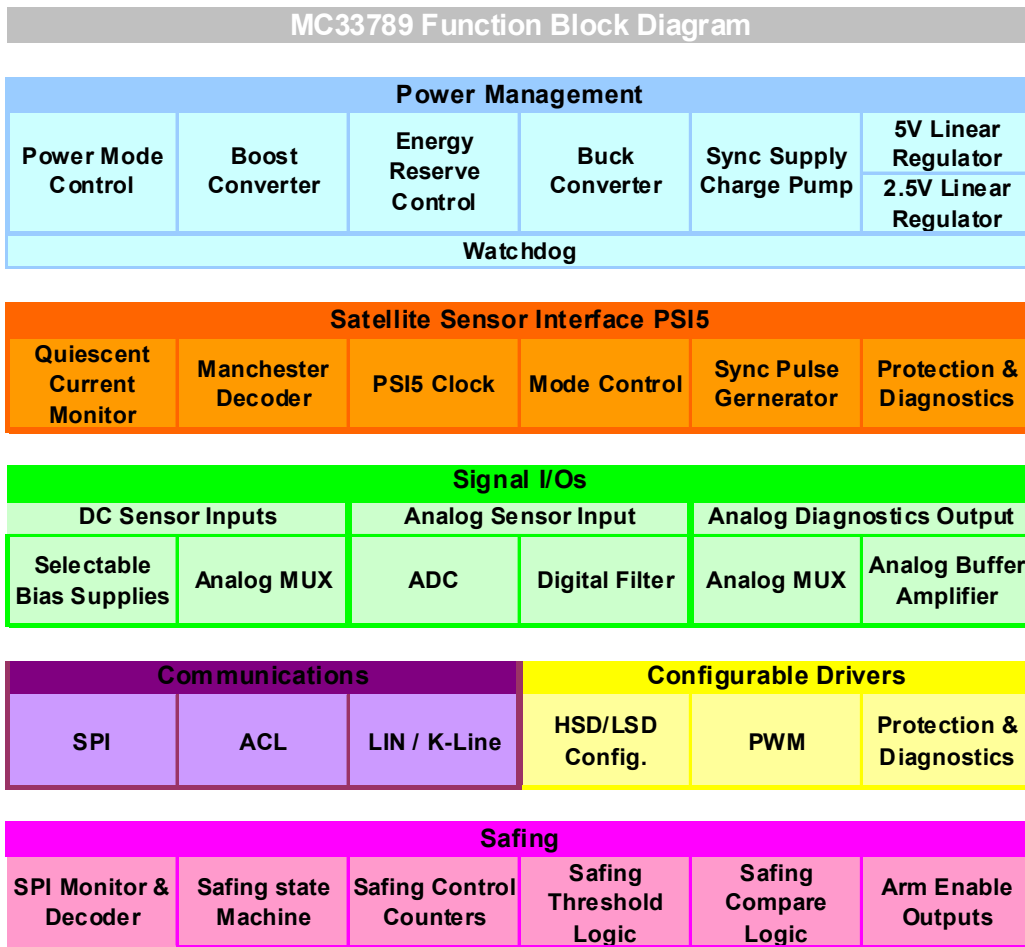 MC33789 Function Block Diagram
Power Management
Power Mode
Control
Boost
Converter
Energy
Reserve
Control
Buck
Converter
Sync Supply
Charge Pump
5V Linear
Regulator
2.5V Linear
Regulator
Watchdog
Satellite Sensor Interface PSI5
Quiescent
Current
Monitor
Manchester
Decoder
PSI5 Clock
Mode Control
Sync Pulse
Gernerator
Protection &
Diagnostics
Signal I/Os
DC Sensor Inputs
Analog Sensor Input
Analog Diagnostics Output
Selectable
Bias Supplies
Analog MUX
ADC
Digital Filter
Analog MUX
Analog Buffer
Amplifier
Communications
Configurable Drivers
SPI
ACL
LIN / K-Line
HSD/LSD
Config.
PWM
Protection &
Diagnostics
Safing
SPI Monitor &
Decoder
Safing state
Machine
Safing Control
Counters
Safing
Threshold
Logic
Safing
Compare
Logic
Arm Enable
Outputs